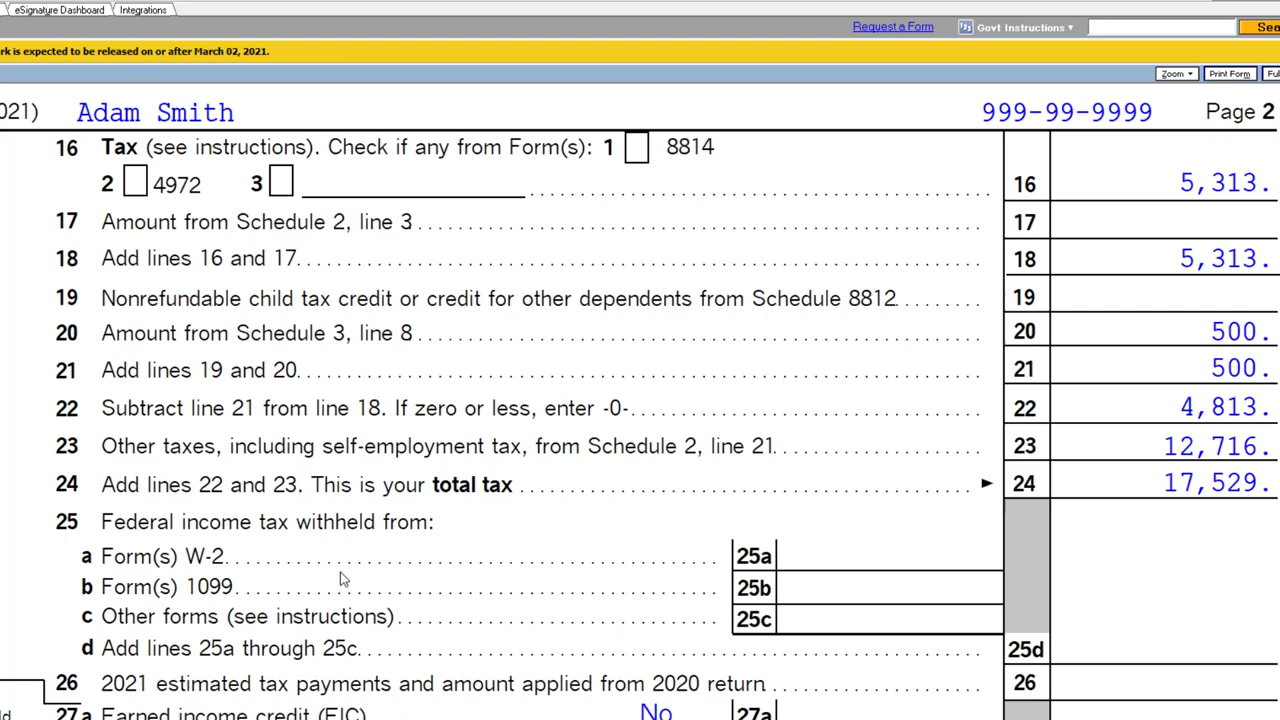 eSignature Dashboard Integrations
Request a Form Govt Instructions Sea
rk is expected to be released on or after March 02, 2021.
Zoom Print Form Ful
021) Adam Smith 999-99-9999 Page 2
16 Tax (see instructions). Check if any from Form(s): 1 8814
2 4972 3 16 5,313.
17 Amount from Schedule 2, line 3 17
18 Add lines 16 and 17 18 5,313.
19 Nonrefundable child tax credit or credit for other dependents from Schedule 8812 19
20 Amount from Schedule 3, line 8 20 500.
21 Add lines 19 and 20 21 500.
22 Subtract line 21 from line 18. If zero or less, enter -0- 22 4,813.
23 Other taxes, including self-employment tax, from Schedule 2, line 21 23 12,716.
24 Add lines 22 and 23. This is your total tax 24 17,529.
25 Federal income tax withheld from:
a Form(s) W-2 25a
b Form(s) 1099 25b
c Other forms (see instructions) 25c
d Add lines 25a through 25c 25d
26 2021 estimated tax payments and amount applied from 2020 return 26
27a Earned income credit (EIC) No 27a